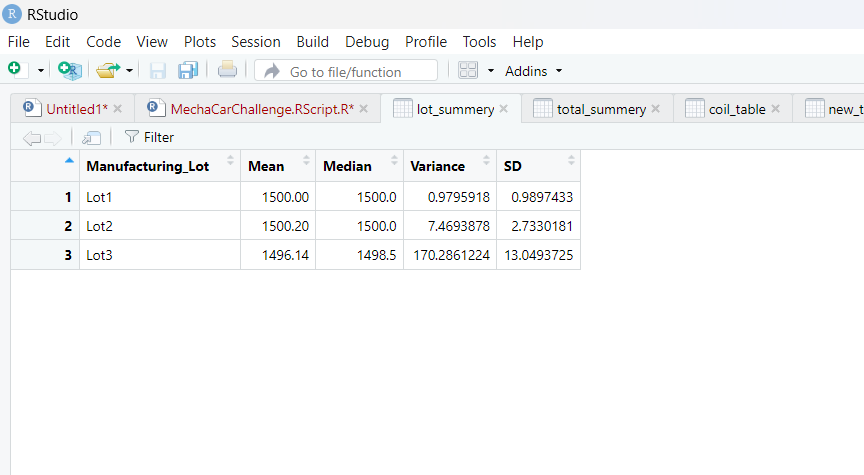 RStudio
File Edit Code View Plots Session Build Debug Profile Tools Help
Go to file/function Addins
Untitled1* MechaCarChallenge.RScript.R* lot_summery total_summery coil_table new_t
Filter
Manufacturing_Lot Mean Median Variance SD
1 Lot1 1500.00 1500.0 0.9795918 0.9897433
2 Lot2 1500.20 1500.0 7.4693878 2.7330181
3 Lot3 1496.14 1498.5 170.2861224 13.0493725